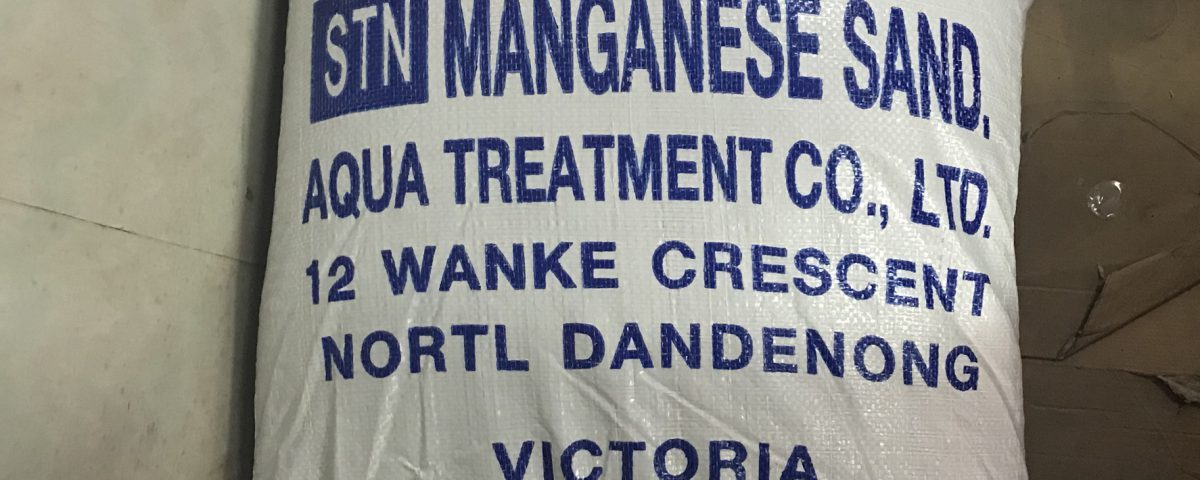 STN MANGANESE SAND.
AQUA TREATMENT CO., LTD.
12 WANKE CRESCENT
NORTL DANDENONG
VICTORIA